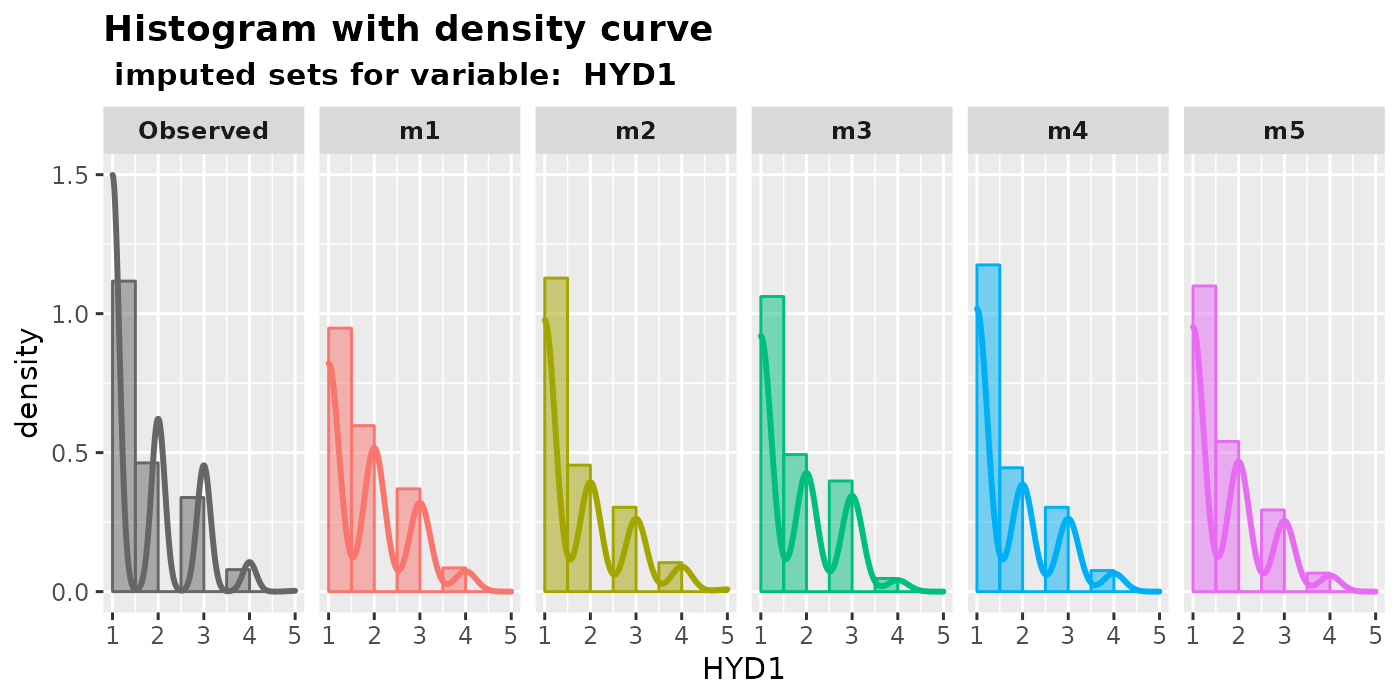 Histogram with density curve
imputed sets for variable:  HYD1
Observed m1 m2 m3 m4 m5
1.5
1.0
0.5
0.0
density
1 2 3 4 5 1 2 3 4 5 1 2 3 4 5 1 2 3 4 5 1 2 3 4 5 1 2 3 4 5
HYD1